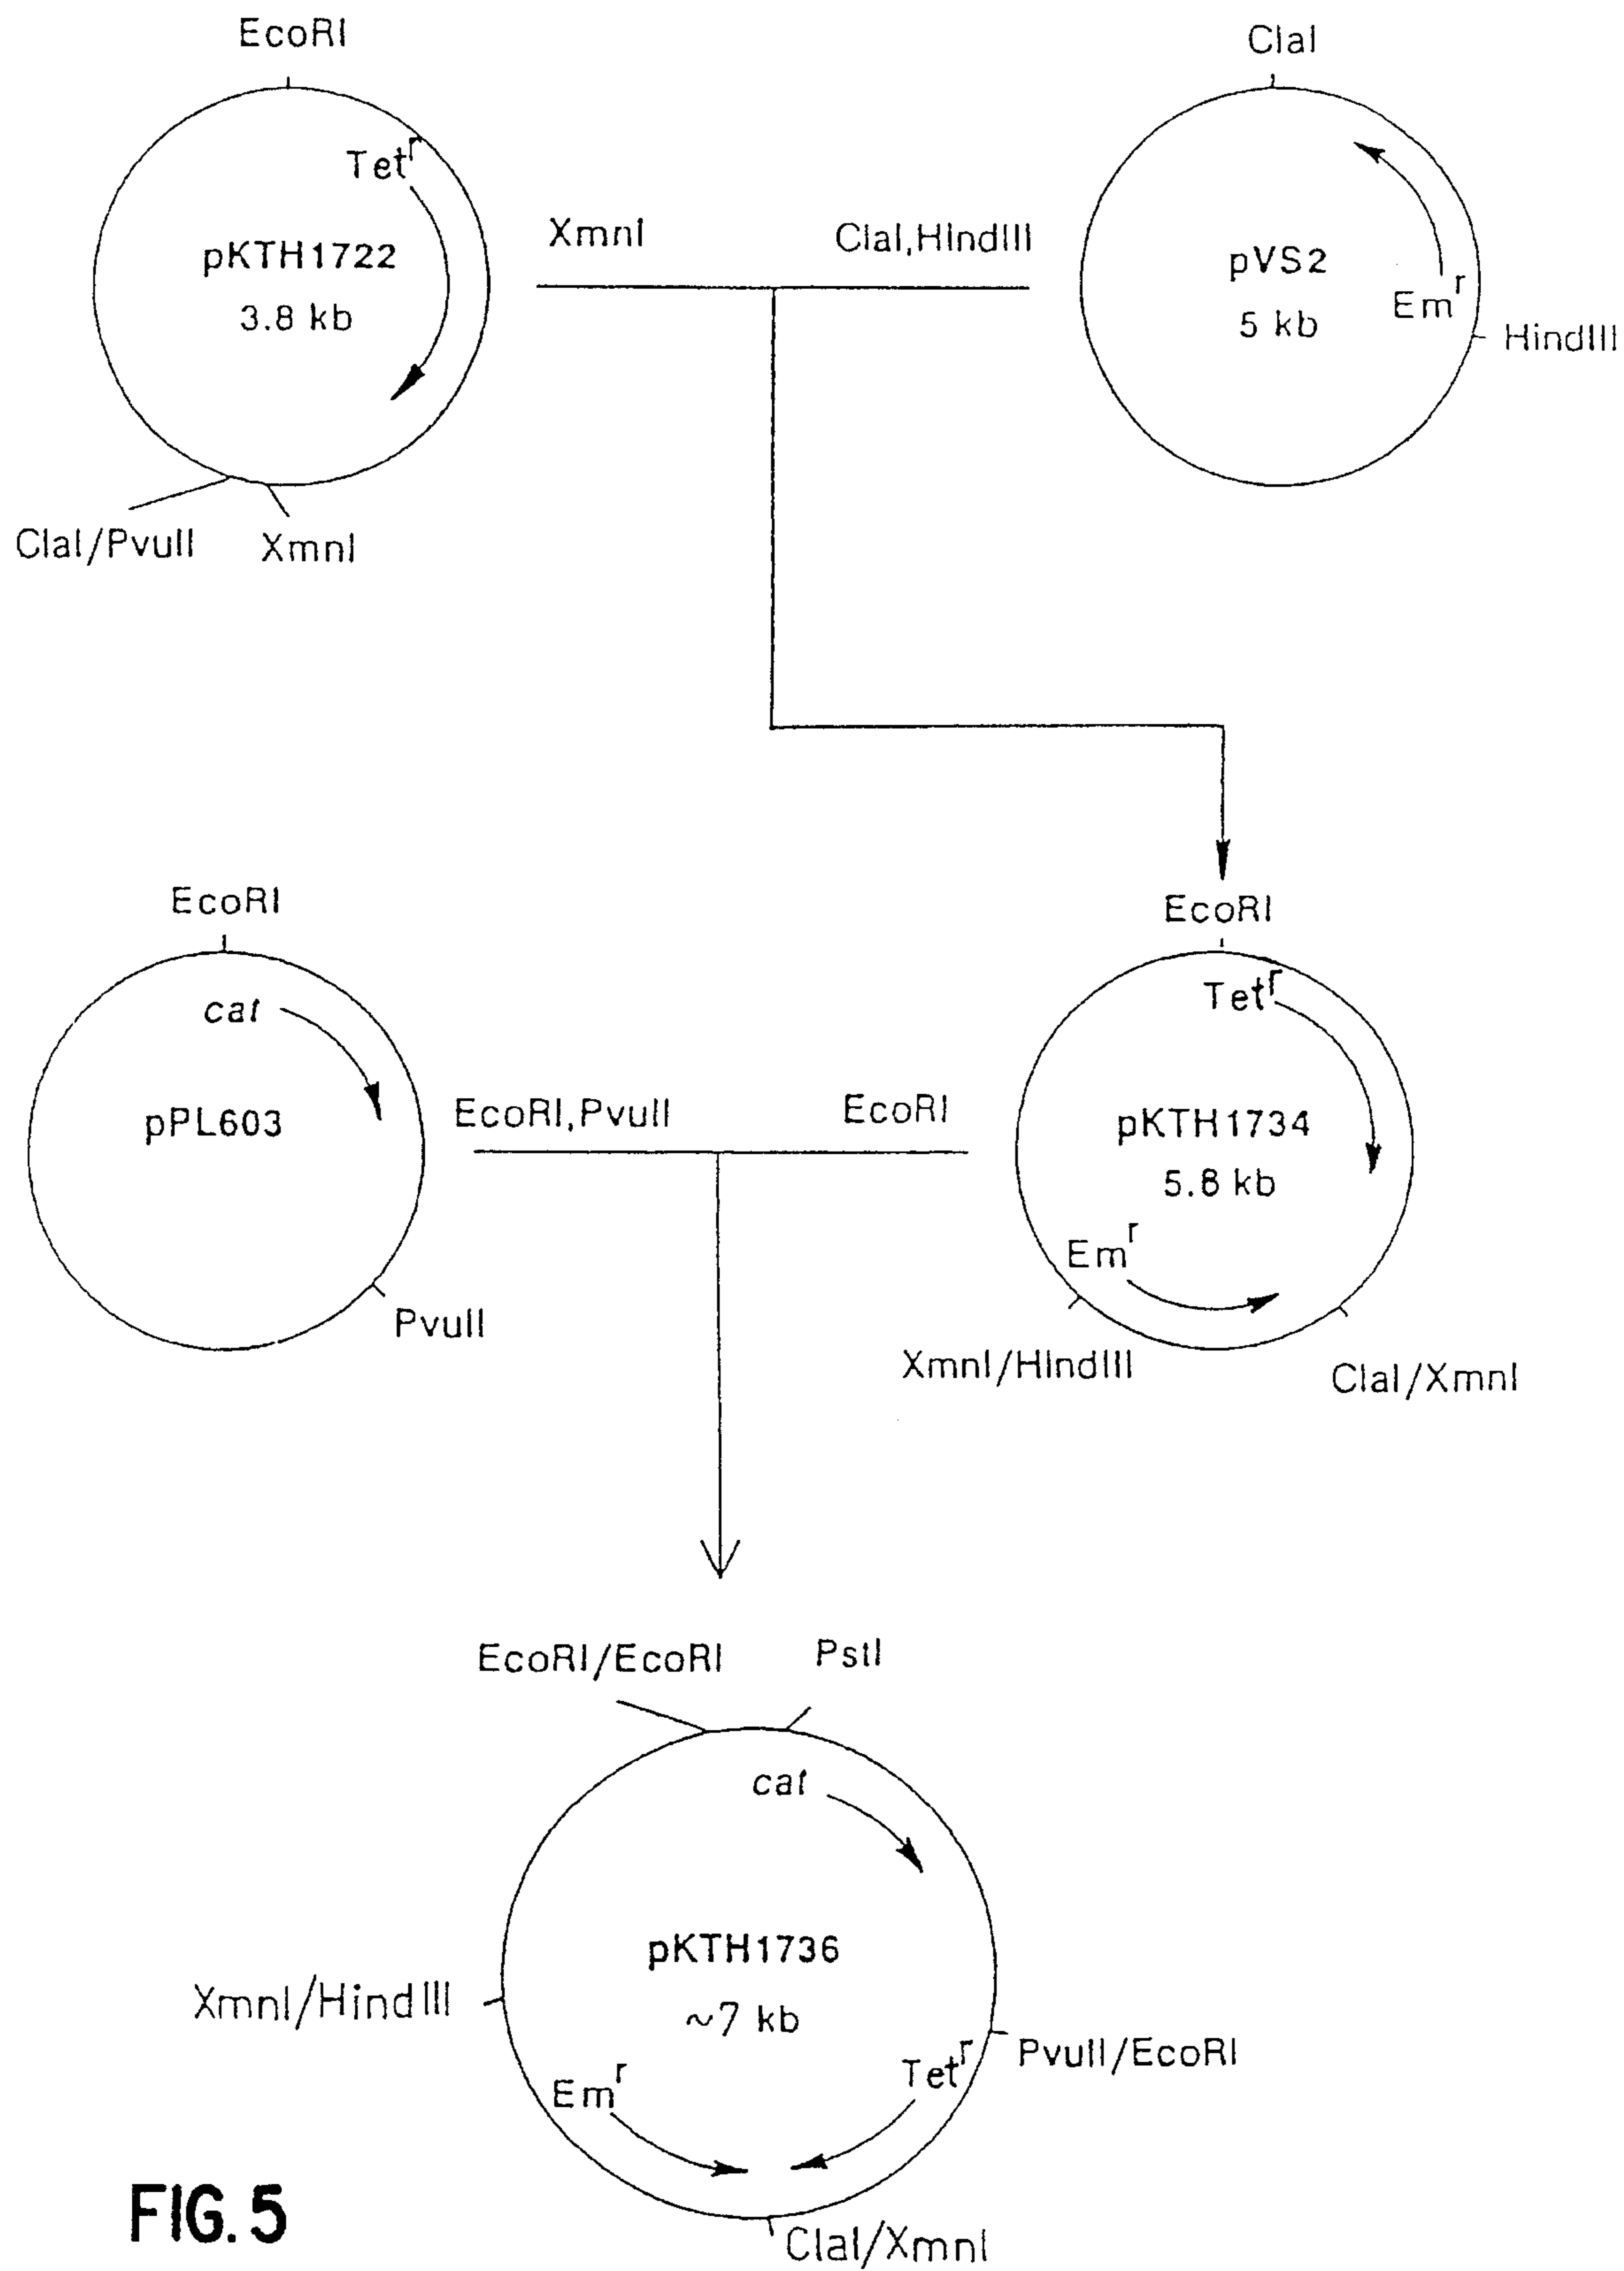 EcoRI
ClaI
Tet^r
pKTH1722
3.8 kb
XmnI
ClaI,HindIII
pVS2
5 kb
Em^r
HindIII
ClaI/PvuII
XmnI
EcoRI
cat
pPL603
PvuII
EcoRI,PvuII
EcoRI
EcoRI
Tet^r
pKTH1734
5.8 kb
Em^r
XmnI/HindIII
ClaI/XmnI
EcoRI/EcoRI
PstI
cat
pKTH1736
~7 kb
XmnI/HindIII
PvuII/EcoRI
Tet^r
Em^r
ClaI/XmnI
FIG. 5